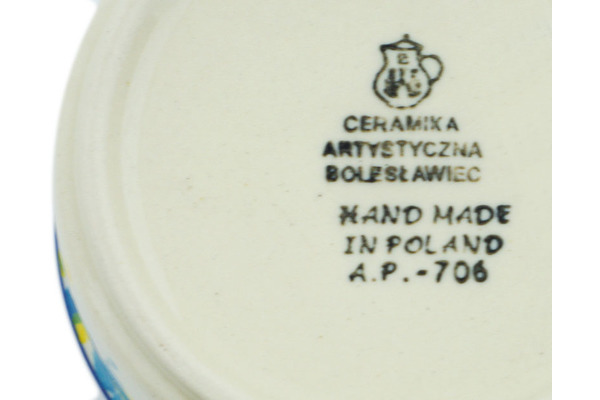 CERAMIKA
ARTYSTYCZNA
BOLESŁAWIEC
HAND MADE
IN POLAND
A.P.-706